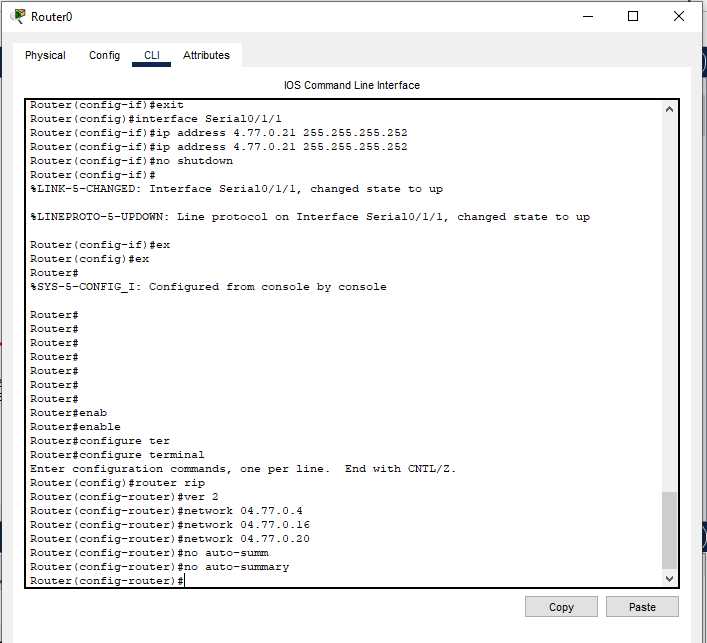 Router0
Physical Config CLI Attributes
IOS Command Line Interface
Router(config-if)#exit
Router(config)#interface Serial0/1/1
Router(config-if)#ip address 4.77.0.21 255.255.255.252
Router(config-if)#ip address 4.77.0.21 255.255.255.252
Router(config-if)#no shutdown
Router(config-if)#
%LINK-5-CHANGED: Interface Serial0/1/1, changed state to up
%LINEPROTO-5-UPDOWN: Line protocol on Interface Serial0/1/1, changed state to up
Router(config-if)#ex
Router(config)#ex
Router#
%SYS-5-CONFIG_I: Configured from console by console
Router#
Router#
Router#
Router#
Router#
Router#
Router#
Router#enab
Router#enable
Router#configure ter
Router#configure terminal
Enter configuration commands, one per line.  End with CNTL/Z.
Router(config)#router rip
Router(config-router)#ver 2
Router(config-router)#network 04.77.0.4
Router(config-router)#network 04.77.0.16
Router(config-router)#network 04.77.0.20
Router(config-router)#no auto-summ
Router(config-router)#no auto-summary
Router(config-router)#
Copy Paste